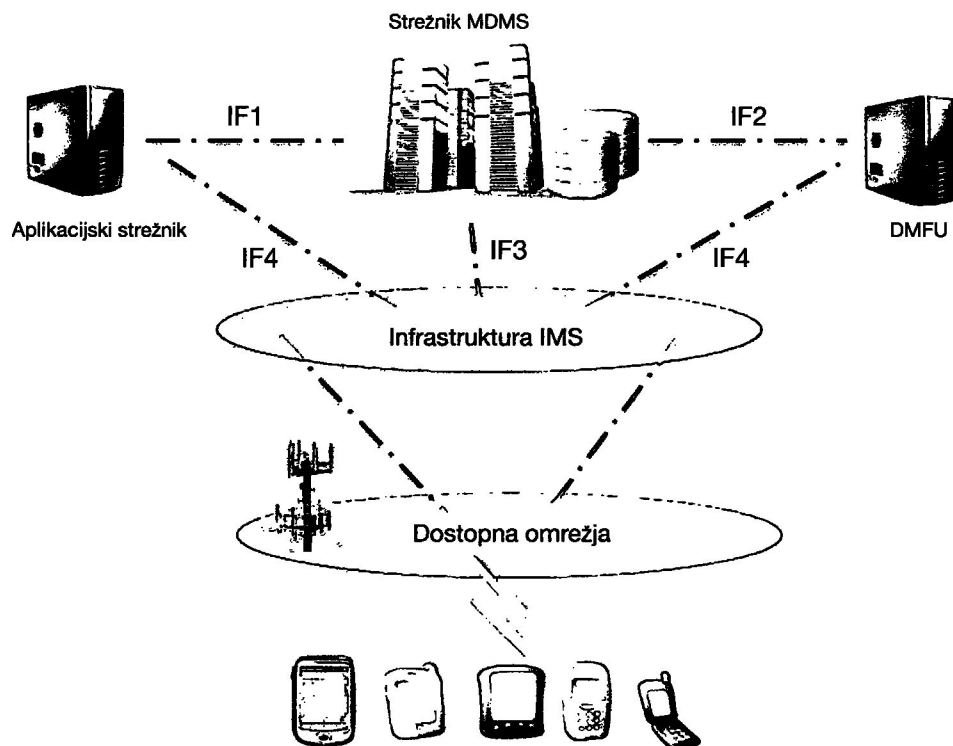 Strežnik MDMS
IF1
IF2
Aplikacijski strežnik
DMFU
IF4
IF3
IF4
Infrastruktura IMS
Dostopna omrežja